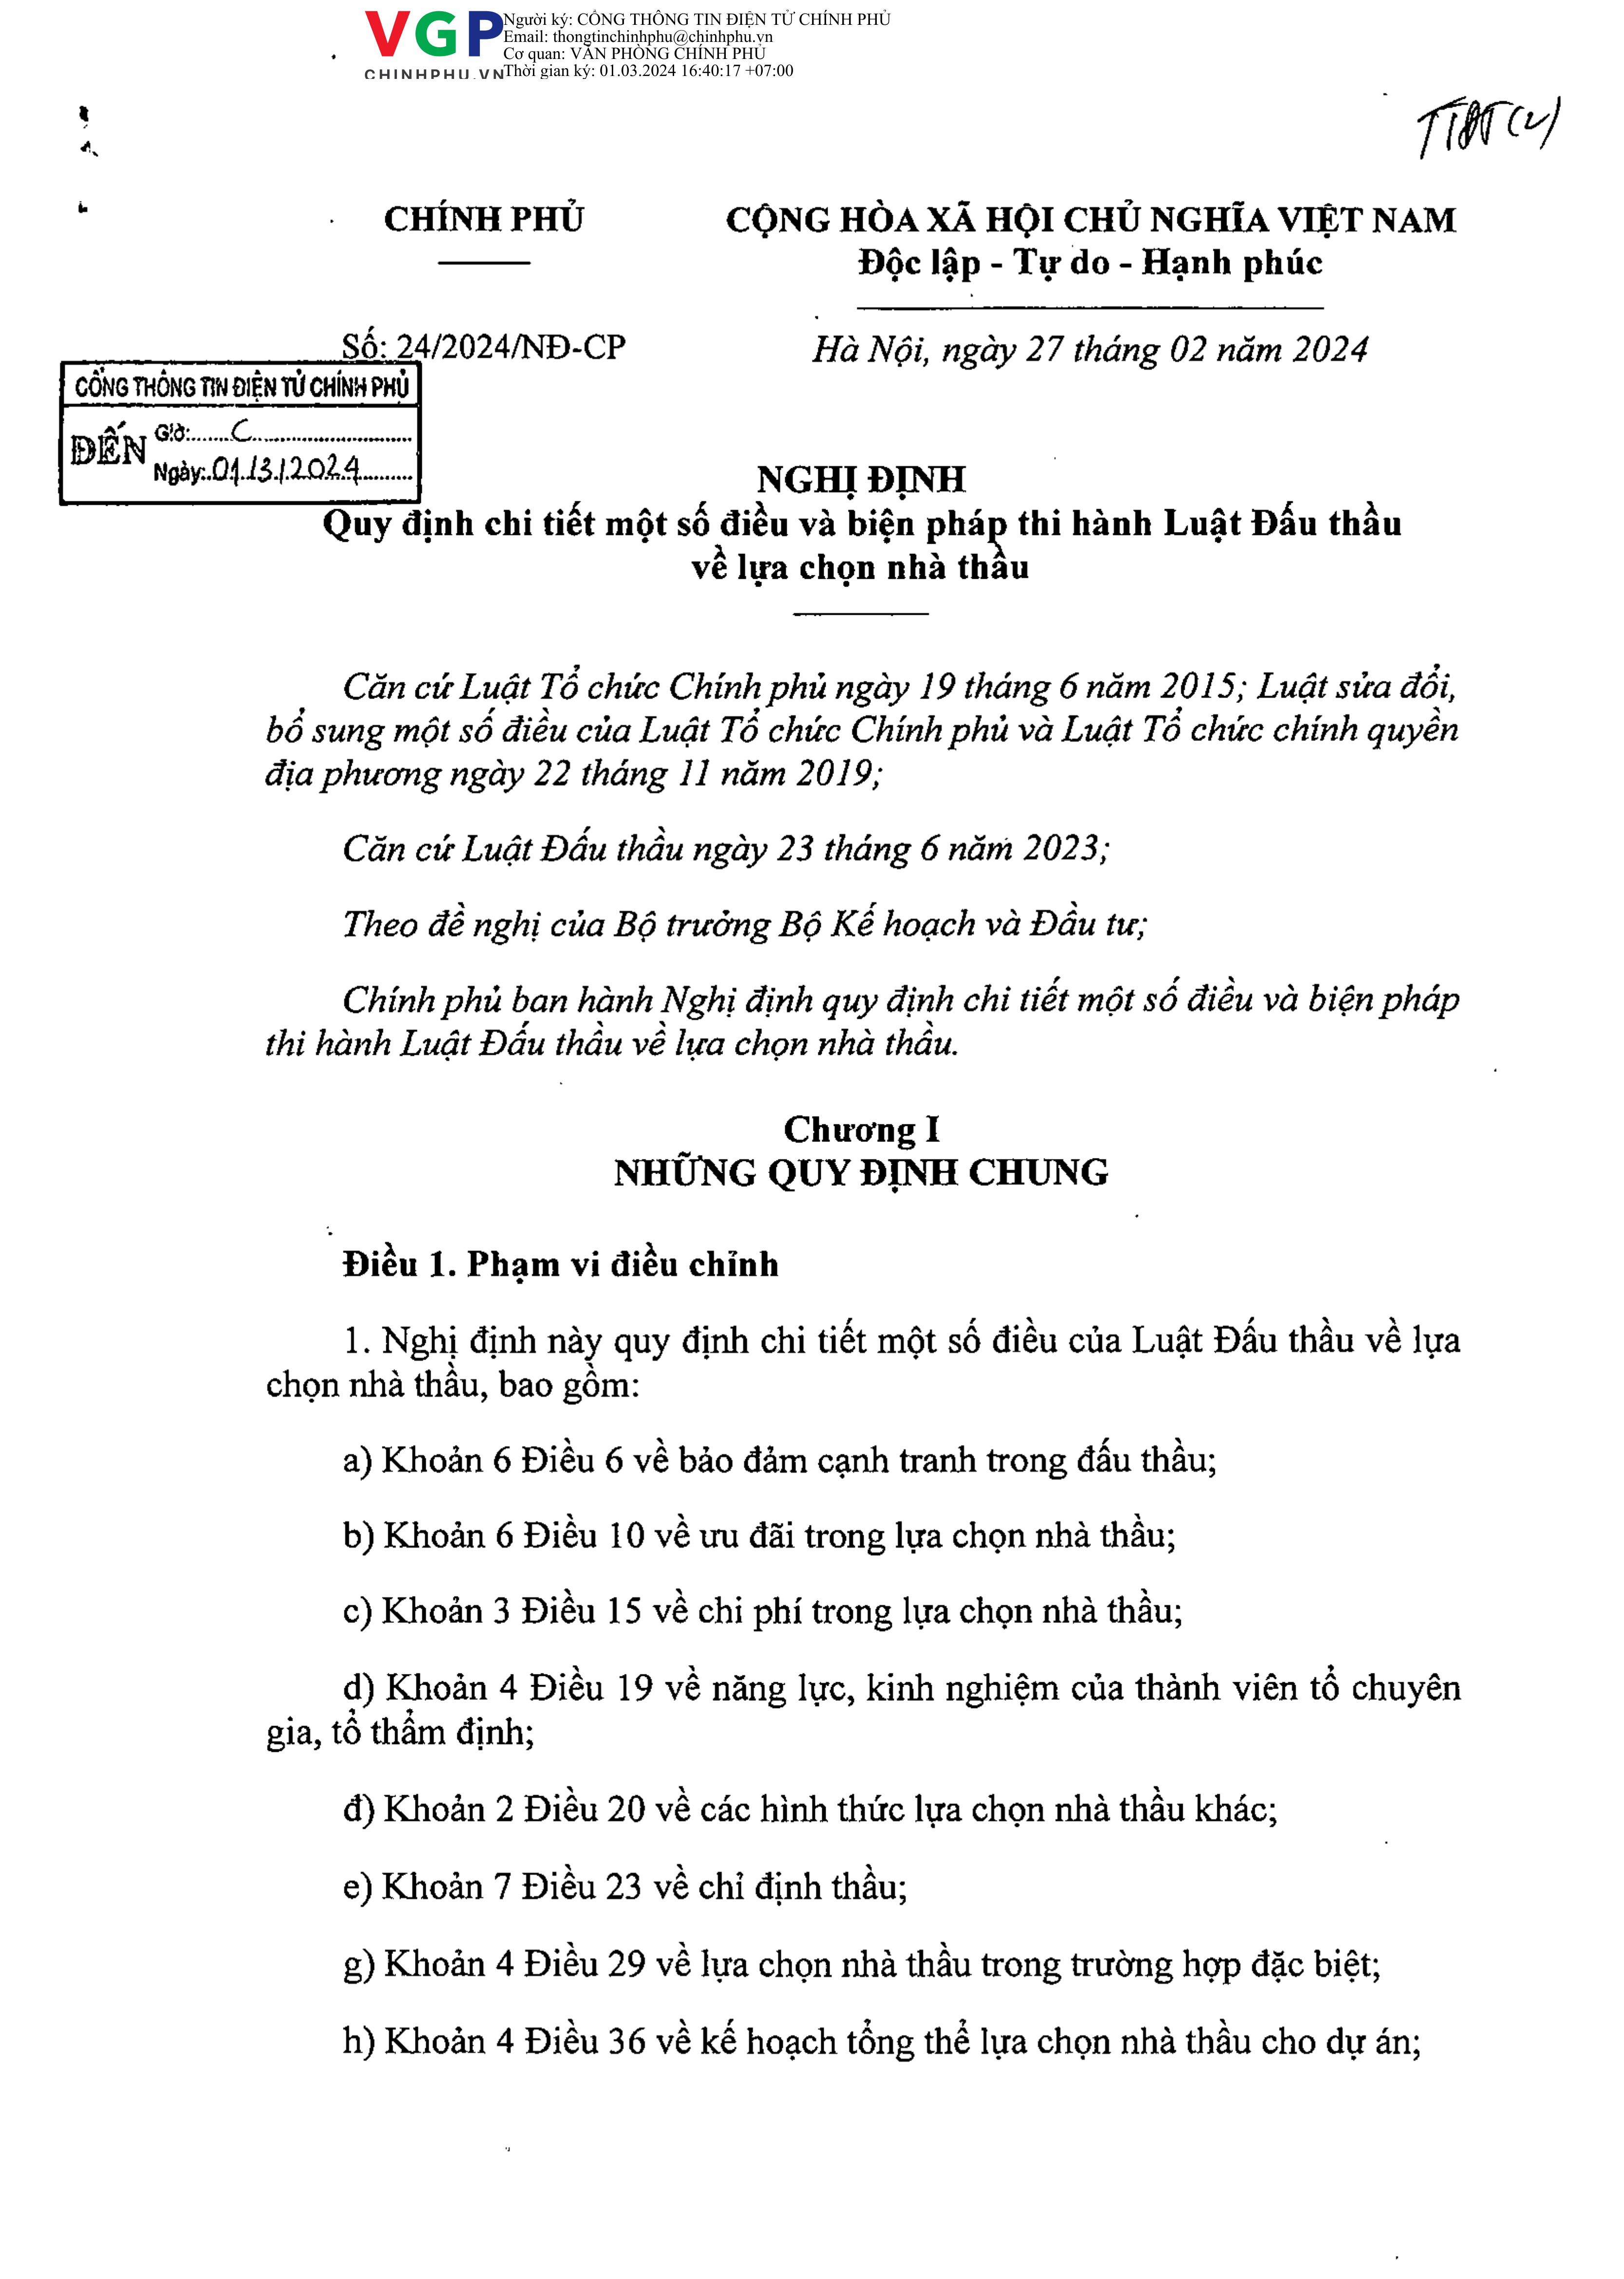 VGP
CHINHPHU.VN
Người ký: CỔNG THÔNG TIN ĐIỆN TỬ CHÍNH PHỦ
Email: thongtinchinhphu@chinhphu.vn
Cơ quan: VĂN PHÒNG CHÍNH PHỦ
Thời gian ký: 01.03.2024 16:40:17 +07:00
CHÍNH PHỦ
CỘNG HÒA XÃ HỘI CHỦ NGHĨA VIỆT NAM
Độc lập - Tự do - Hạnh phúc
Số: 24/2024/NĐ-CP
Hà Nội, ngày 27 tháng 02 năm 2024
CỔNG THÔNG TIN ĐIỆN TỬ CHÍNH PHỦ
ĐẾN
Giờ: C
Ngày: 01/3/2024
NGHỊ ĐỊNH
Quy định chi tiết một số điều và biện pháp thi hành Luật Đấu thầu
về lựa chọn nhà thầu
Căn cứ Luật Tổ chức Chính phủ ngày 19 tháng 6 năm 2015; Luật sửa đổi,
bổ sung một số điều của Luật Tổ chức Chính phủ và Luật Tổ chức chính quyền
địa phương ngày 22 tháng 11 năm 2019;
Căn cứ Luật Đấu thầu ngày 23 tháng 6 năm 2023;
Theo đề nghị của Bộ trưởng Bộ Kế hoạch và Đầu tư;
Chính phủ ban hành Nghị định quy định chi tiết một số điều và biện pháp
thi hành Luật Đấu thầu về lựa chọn nhà thầu.
Chương I
NHỮNG QUY ĐỊNH CHUNG
Điều 1. Phạm vi điều chỉnh
1. Nghị định này quy định chi tiết một số điều của Luật Đấu thầu về lựa
chọn nhà thầu, bao gồm:
a) Khoản 6 Điều 6 về bảo đảm cạnh tranh trong đấu thầu;
b) Khoản 6 Điều 10 về ưu đãi trong lựa chọn nhà thầu;
c) Khoản 3 Điều 15 về chi phí trong lựa chọn nhà thầu;
d) Khoản 4 Điều 19 về năng lực, kinh nghiệm của thành viên tổ chuyên
gia, tổ thẩm định;
đ) Khoản 2 Điều 20 về các hình thức lựa chọn nhà thầu khác;
e) Khoản 7 Điều 23 về chỉ định thầu;
g) Khoản 4 Điều 29 về lựa chọn nhà thầu trong trường hợp đặc biệt;
h) Khoản 4 Điều 36 về kế hoạch tổng thể lựa chọn nhà thầu cho dự án;